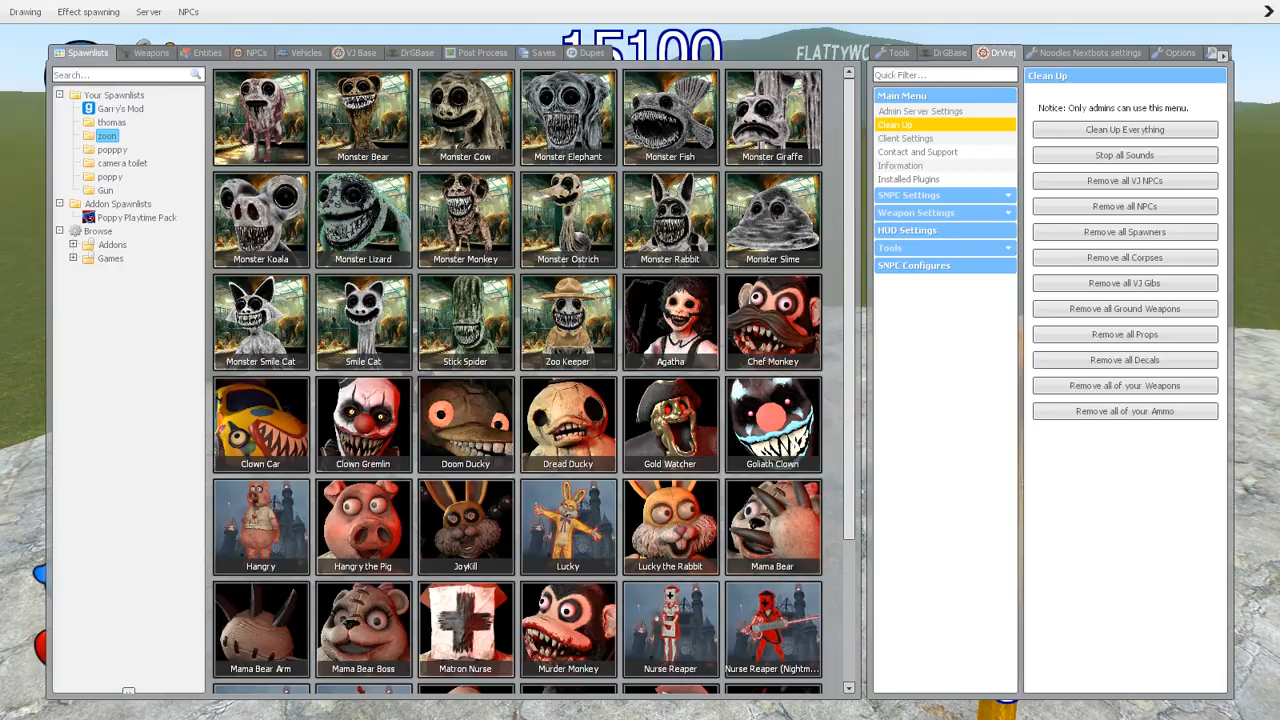 Drawing Effect spawning Server NPCs
15100
FLATTYWO
Spawnlists Weapons Entities NPCs Vehicles VJ Base DrGBase Post Process Saves Dupes
Tools DrGBase DrVrej Noodles Nextbots settings Options
Search...
Your Spawnlists
Garry's Mod
thomas
zoon
popppy
camera toilet
poppy
Gun
Addon Spawnlists
Poppy Playtime Pack
Browse
Addons
Games
Monster Bear Monster Cow Monster Elephant Monster Fish Monster Giraffe
Monster Koala Monster Lizard Monster Monkey Monster Ostrich Monster Rabbit Monster Slime
Monster Smile Cat Smile Cat Stick Spider Zoo Keeper Agatha Chef Monkey
Clown Car Clown Gremlin Doom Ducky Dread Ducky Gold Watcher Goliath Clown
Hangry Hangry the Pig JoyKill Lucky Lucky the Rabbit Mama Bear
Mama Bear Arm Mama Bear Boss Matron Nurse Murder Monkey Nurse Reaper Nurse Reaper (Nightm...
Quick Filter...
Main Menu
Admin Server Settings
Clean Up
Client Settings
Contact and Support
Information
Installed Plugins
SNPC Settings
Weapon Settings
HUD Settings
Tools
SNPC Configures
Clean Up
Notice: Only admins can use this menu.
Clean Up Everything
Stop all Sounds
Remove all VJ NPCs
Remove all NPCs
Remove all Spawners
Remove all Corpses
Remove all VJ Gibs
Remove all Ground Weapons
Remove all Props
Remove all Decals
Remove all of your Weapons
Remove all of your Ammo